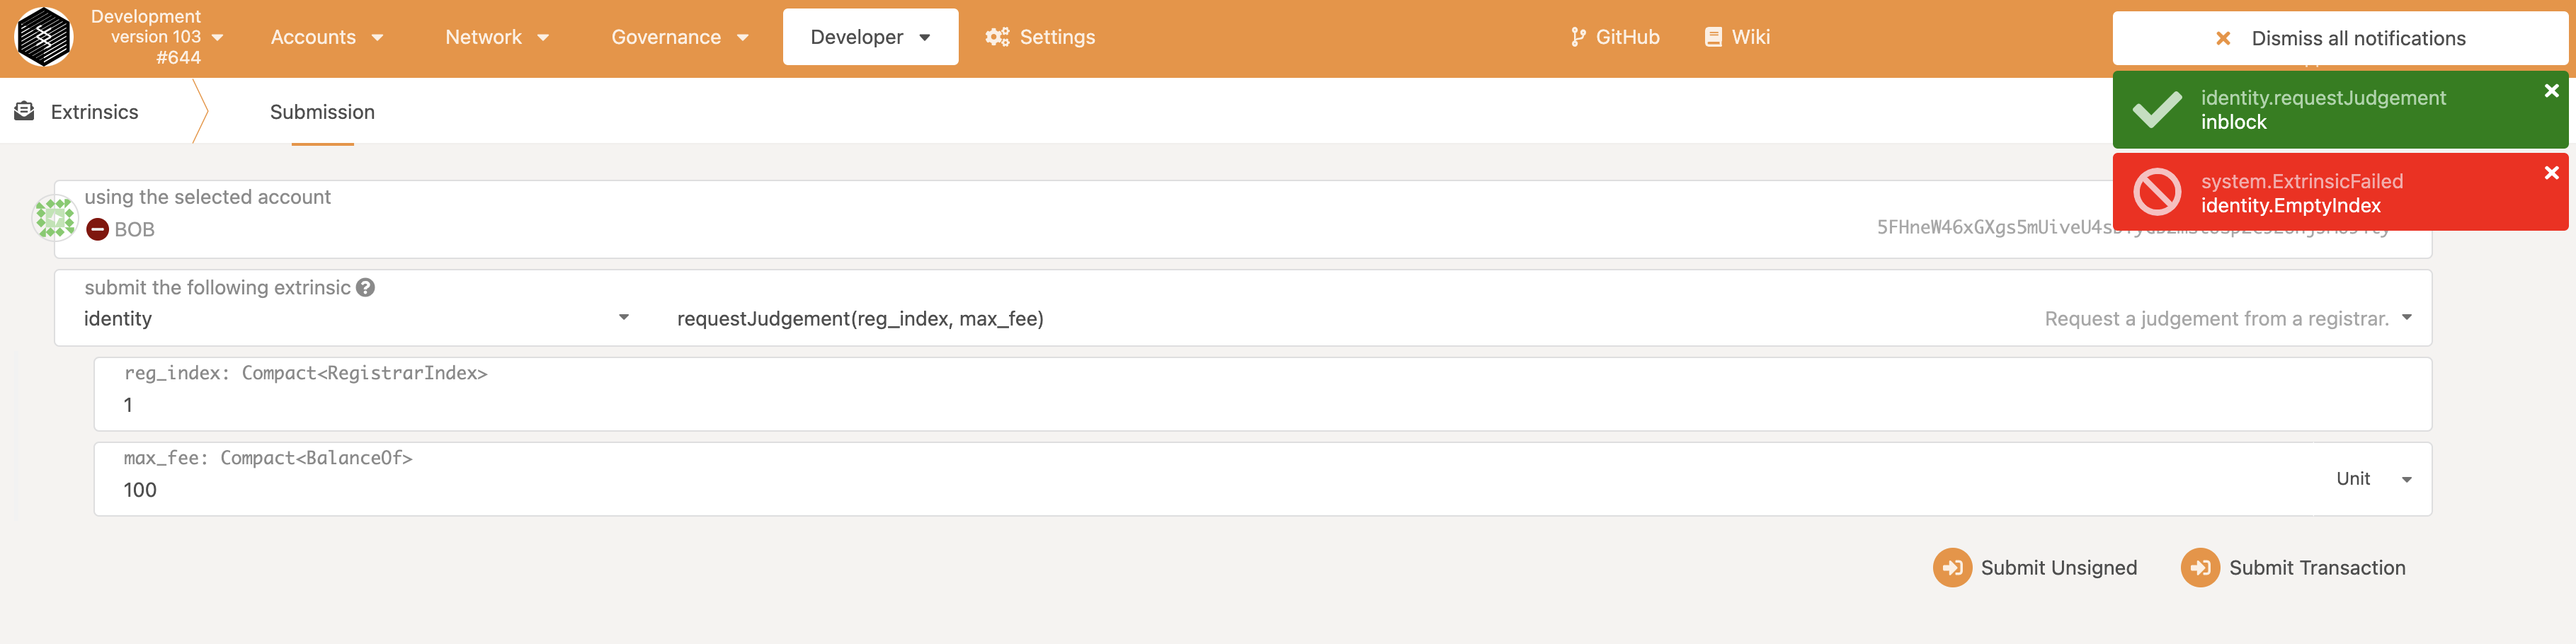 Development
version 103
#644
Accounts
Network
Governance
Developer
Settings
GitHub
Wiki
Dismiss all notifications
identity.requestJudgement
inblock
system.ExtrinsicFailed
identity.EmptyIndex
Extrinsics
Submission
using the selected account
BOB
submit the following extrinsic
identity
requestJudgement(reg_index, max_fee)
Request a judgement from a registrar.
reg_index: Compact<RegistrarIndex>
1
max_fee: Compact<BalanceOf>
100
Unit
Submit Unsigned
Submit Transaction